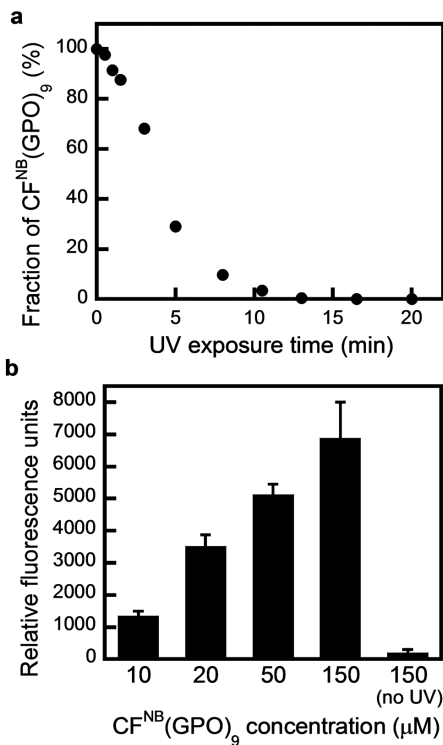 a
Fraction of CF^NB(GPO)_9 (%)
100
80
60
40
20
0
0 5 10 15 20
UV exposure time (min)
b
Relative fluorescence units
8000
7000
6000
5000
4000
3000
2000
1000
0
10 20 50 150 150
(no UV)
CF^NB(GPO)_9 concentration (μM)